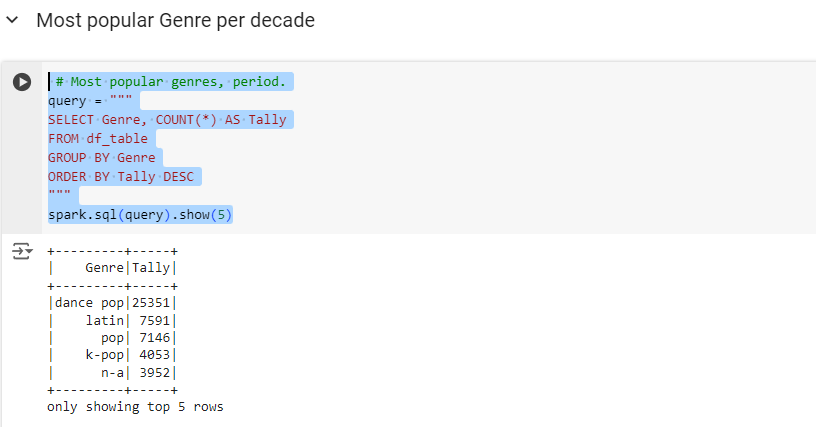 Most popular Genre per decade
# Most popular genres, period.
query = """
SELECT Genre, COUNT(*) AS Tally
FROM df_table
GROUP BY Genre
ORDER BY Tally DESC
"""
spark.sql(query).show(5)
+---------+-----+
|    Genre|Tally|
+---------+-----+
|dance pop|25351|
|    latin| 7591|
|      pop| 7146|
|    k-pop| 4053|
|      n-a| 3952|
+---------+-----+
only showing top 5 rows